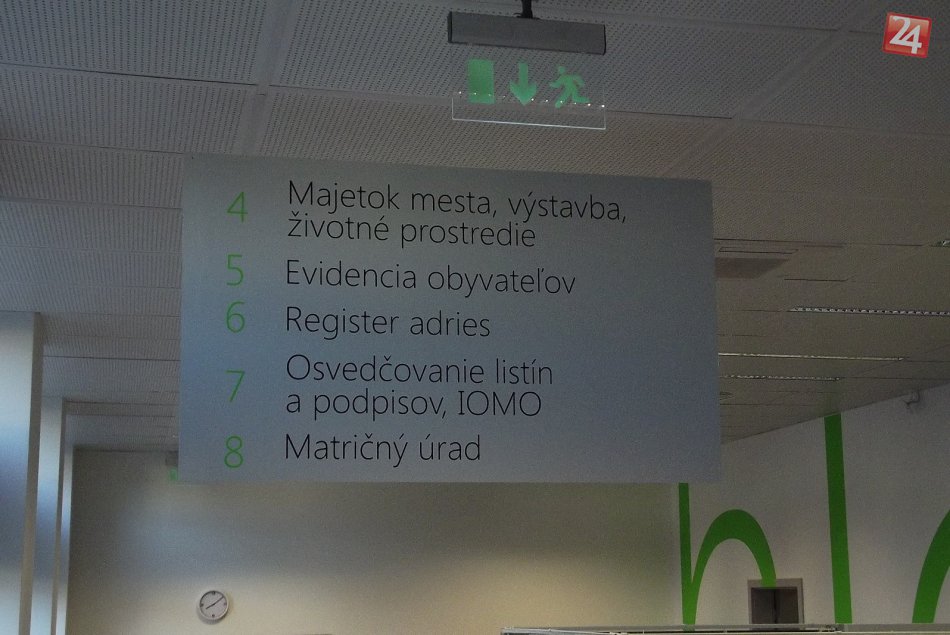 24
4 Majetok mesta, výstavba,
životné prostredie
5 Evidencia obyvateľov
6 Register adries
7 Osvedčovanie listín
a podpisov, IOMO
8 Matričný úrad